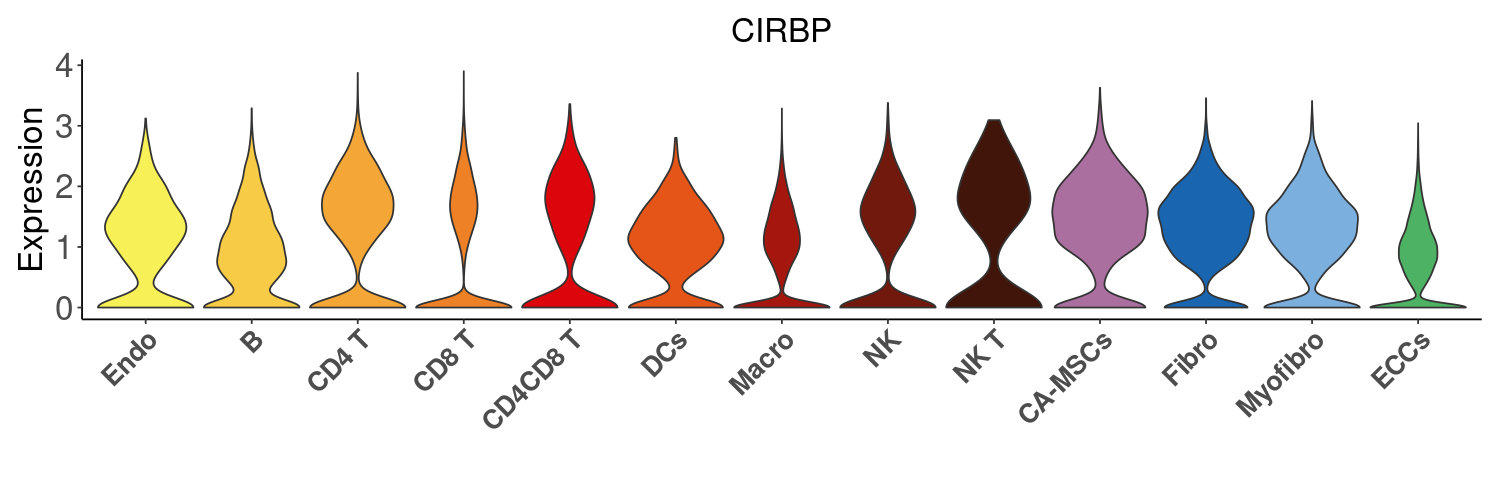 CIRBP
Expression
4
3
2
1
0
Endo
B
CD4 T
CD8 T
CD4CD8 T
DCs
Macro
NK
NK T
CA-MSCs
Fibro
Myofibro
ECCs